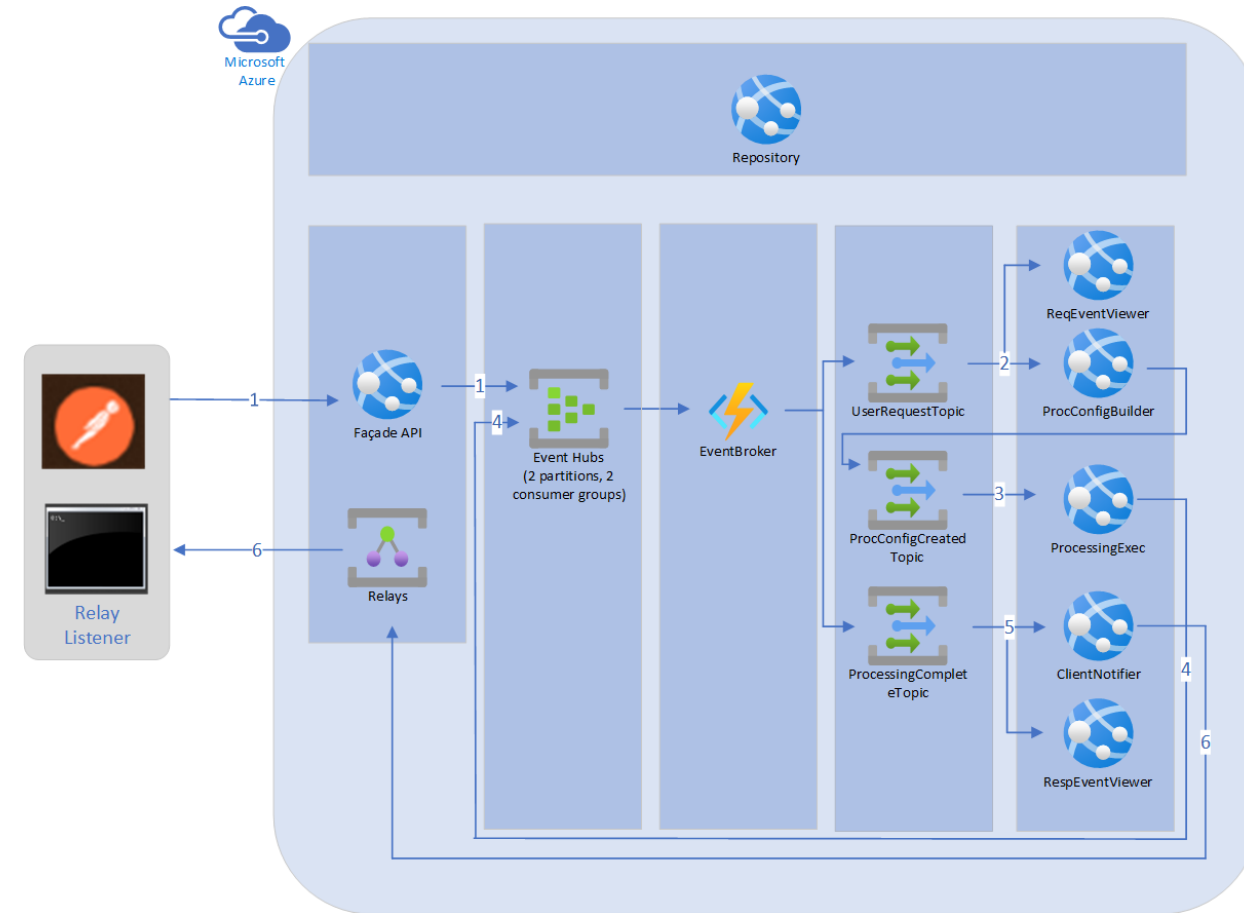 Microsoft
Azure
Repository
ReqEventViewer
1
Façade API
1
4
Event Hubs
(2 partitions, 2
consumer groups)
EventBroker
UserRequestTopic
2
ProcConfigBuilder
6
Relays
ProcConfigCreated
Topic
3
ProcessingExec
Relay
Listener
ProcessingComplet
eTopic
5
ClientNotifier
4
6
RespEventViewer